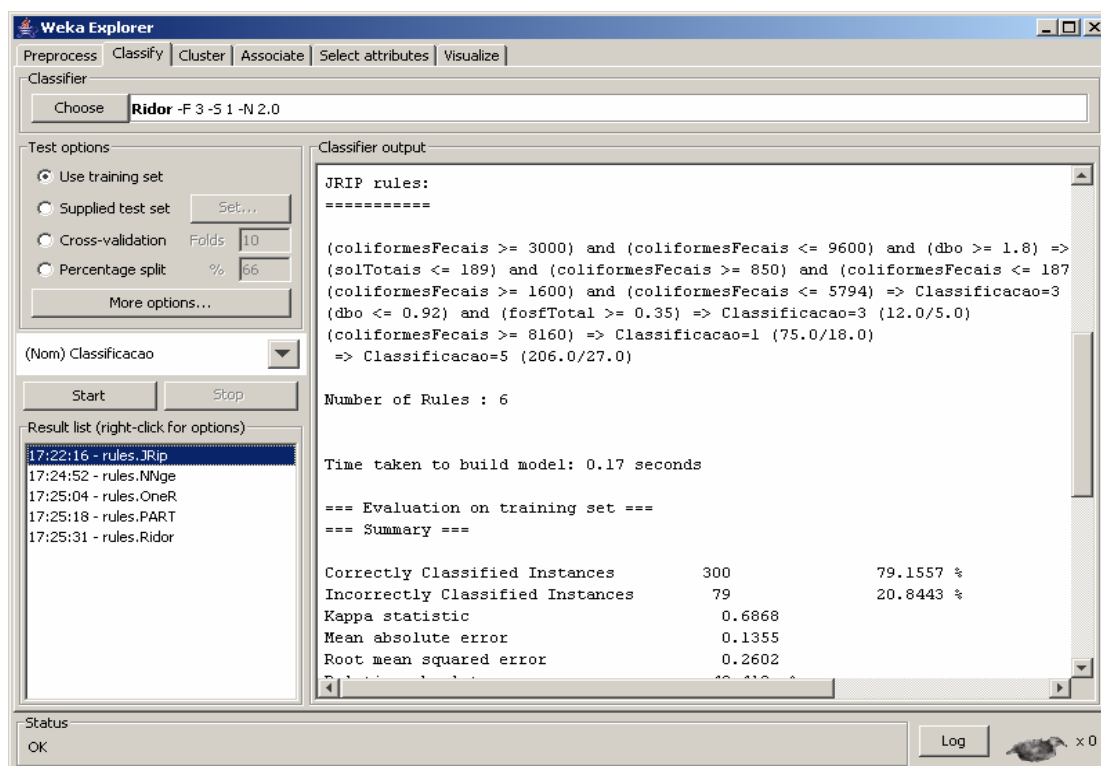 Weka Explorer
Preprocess Classify Cluster Associate Select attributes Visualize
Classifier
Choose Ridor -F 3 -S 1 -N 2.0
Test options
Use training set
Supplied test set Set...
Cross-validation Folds 10
Percentage split % 66
More options...
(Nom) Classificacao
Start Stop
Result list (right-click for options)
17:22:16 - rules.JRip
17:24:52 - rules.NNge
17:25:04 - rules.OneR
17:25:18 - rules.PART
17:25:31 - rules.Ridor
Classifier output
JRIP rules:
===========
(coliformesFecais >= 3000) and (coliformesFecais <= 9600) and (dbo >= 1.8) =>
(solTotais <= 189) and (coliformesFecais >= 850) and (coliformesFecais <= 187
(coliformesFecais >= 1600) and (coliformesFecais <= 5794) => Classificacao=3
(dbo <= 0.92) and (fosfTotal >= 0.35) => Classificacao=3 (12.0/5.0)
(coliformesFecais >= 8160) => Classificacao=1 (75.0/18.0)
=> Classificacao=5 (206.0/27.0)
Number of Rules : 6
Time taken to build model: 0.17 seconds
=== Evaluation on training set ===
=== Summary ===
Correctly Classified Instances 300 79.1557 %
Incorrectly Classified Instances 79 20.8443 %
Kappa statistic 0.6868
Mean absolute error 0.1355
Root mean squared error 0.2602
Status
OK
Log
x 0